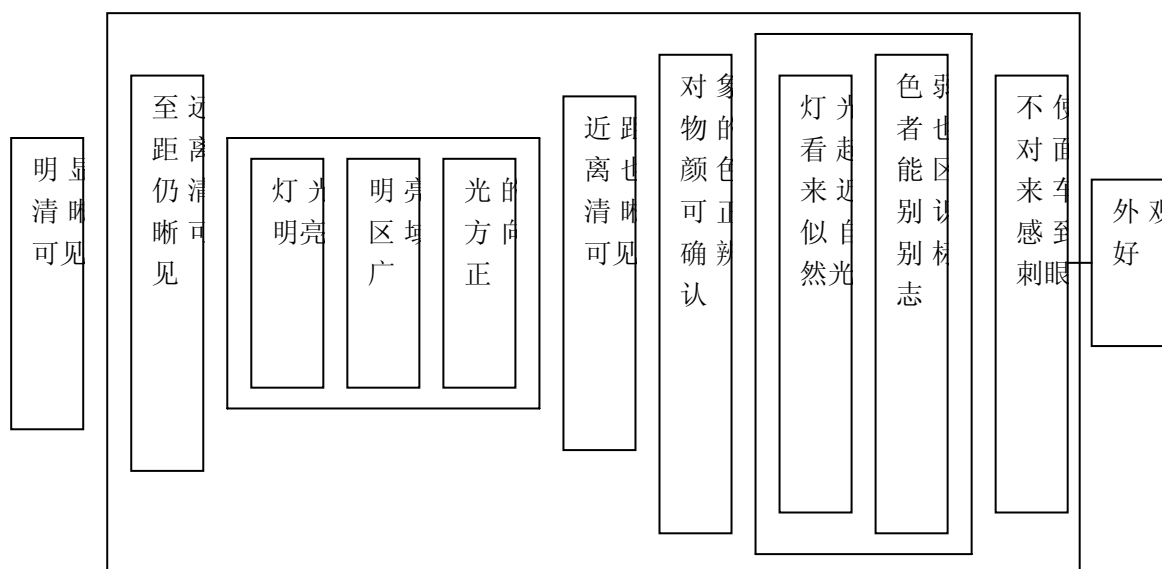 明显
清晰
可见
至远
距离
仍清
晰可
见
灯光
明亮
明亮
区域
广
光的
方向
正
近距
离也
清晰
可见
对象
物的
颜色
可正
确辨
认
灯光
看起
来近
似自
然光
色弱
者也
能区
别识
别标
志
不使
对面
来车
感到
刺眼
外观
好